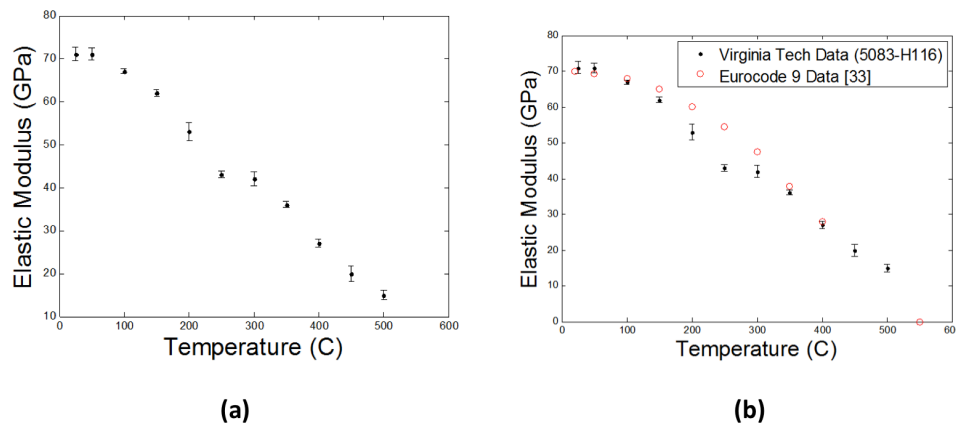 80
70
60
50
40
30
20
10
0 100 200 300 400 500 600
Elastic Modulus (GPa)
Temperature (C)
(a)
80
70
60
50
40
30
20
10
0
0 100 200 300 400 500 60
Elastic Modulus (GPa)
Temperature (C)
Virginia Tech Data (5083-H116)
Eurocode 9 Data [33]
(b)